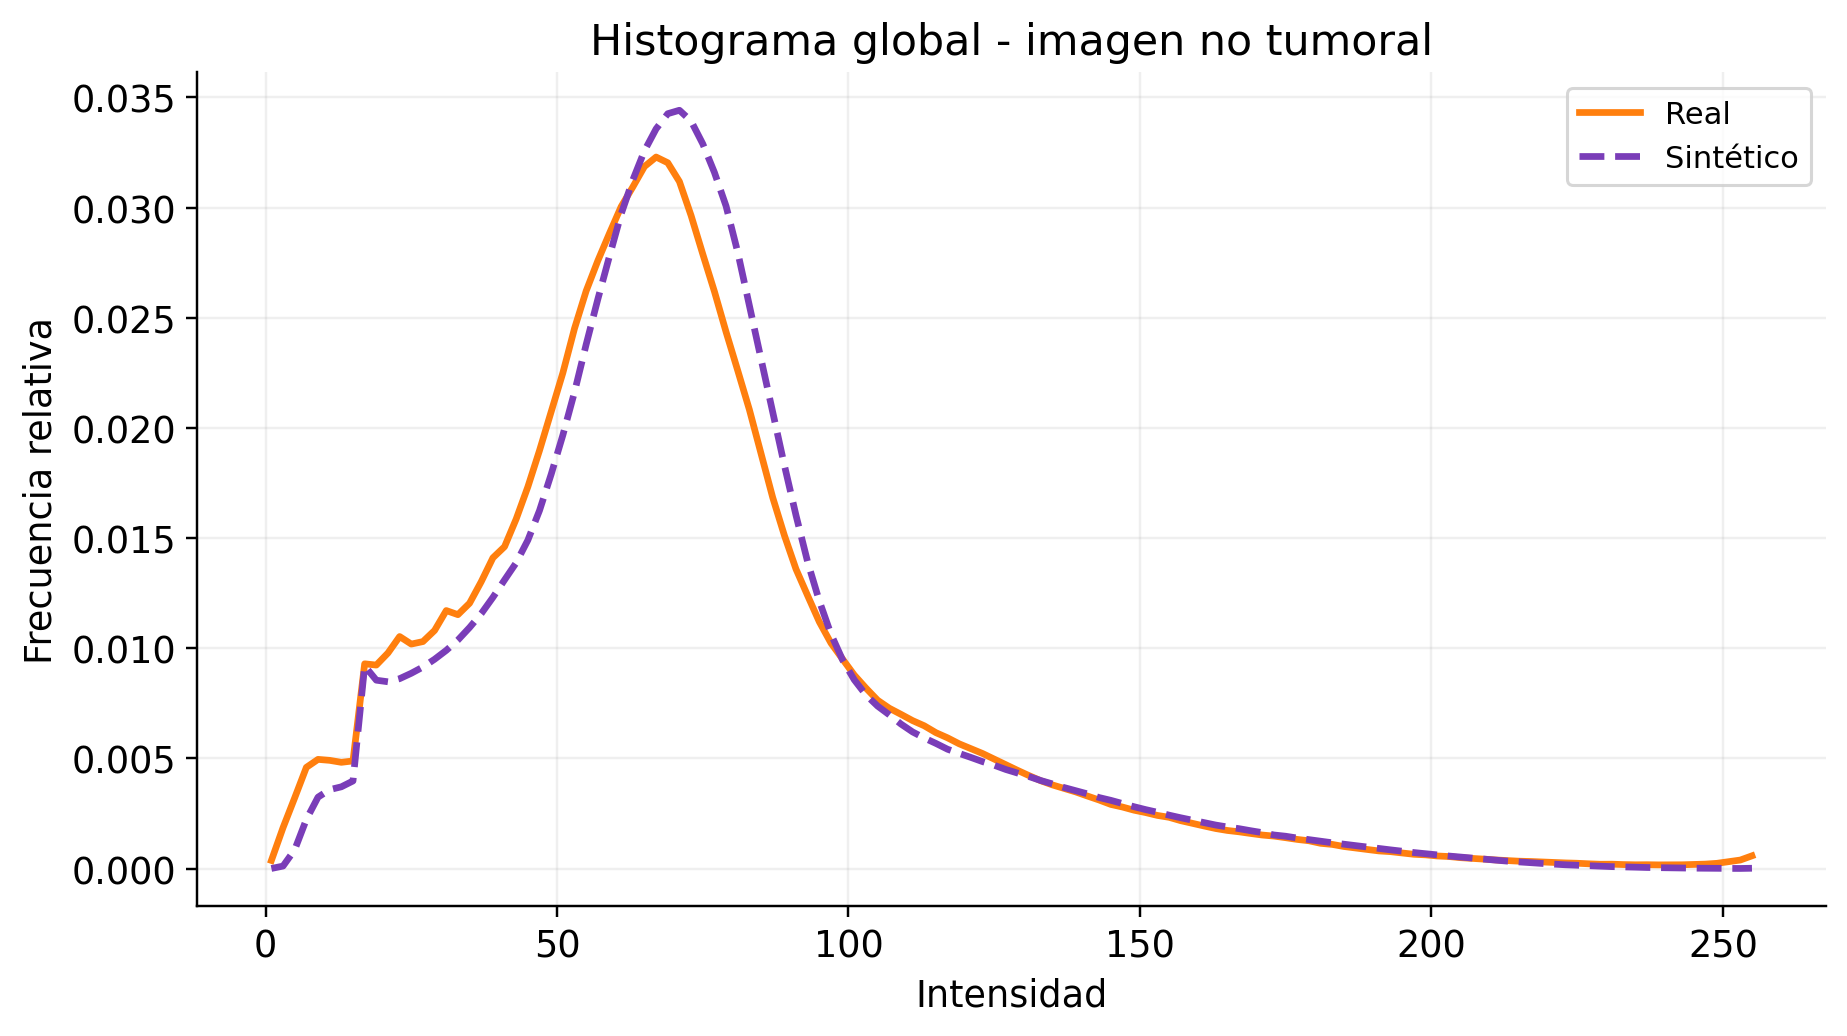 Histograma global - imagen no tumoral
Real
Sintético
Frecuencia relativa
0.035
0.030
0.025
0.020
0.015
0.010
0.005
0.000
0 50 100 150 200 250
Intensidad